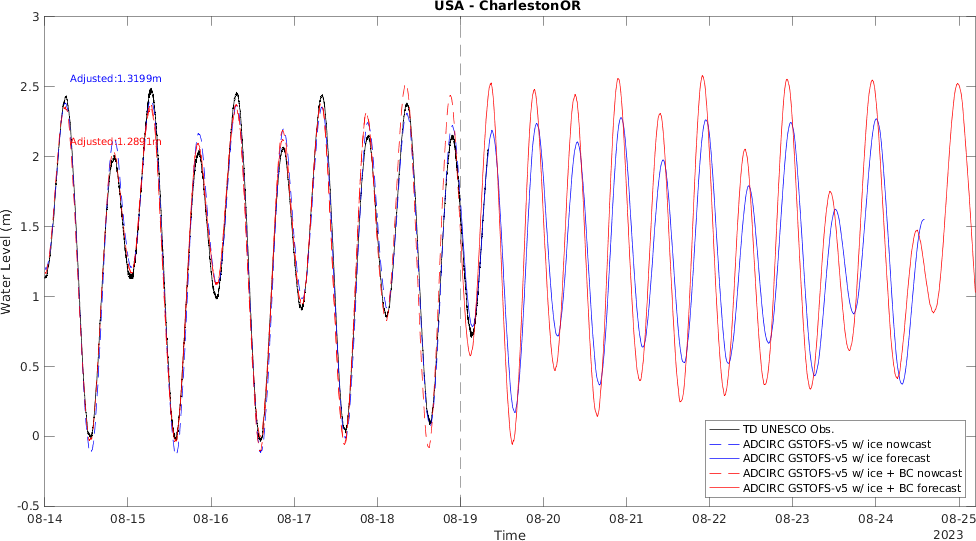 USA - CharlestonOR
3
2.5
2
1.5
1
0.5
0
-0.5
Water Level (m)
Adjusted:1.3199m
Adjusted:1.2891m
TD UNESCO Obs.
ADCIRC GSTOFS-v5 w/ ice nowcast
ADCIRC GSTOFS-v5 w/ ice forecast
ADCIRC GSTOFS-v5 w/ ice + BC nowcast
ADCIRC GSTOFS-v5 w/ ice + BC forecast
08-14 08-15 08-16 08-17 08-18 08-19 08-20 08-21 08-22 08-23 08-24 08-25
Time
2023